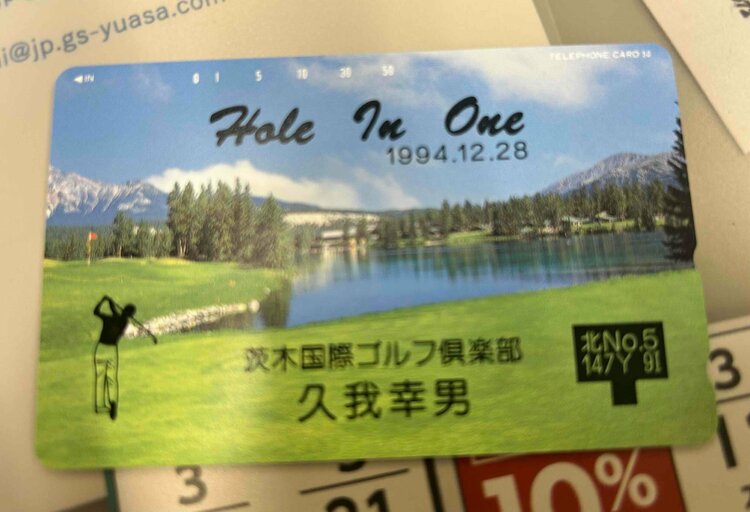 i@jp.gs-yuasa.com
◀IN
0 1 5 10 30 50
TELEPHONE CARD 50
Hole In One
1994.12.28
茨木国際ゴルフ倶楽部
久我幸男
北No.5
147Y 9I
3
3
21
10%